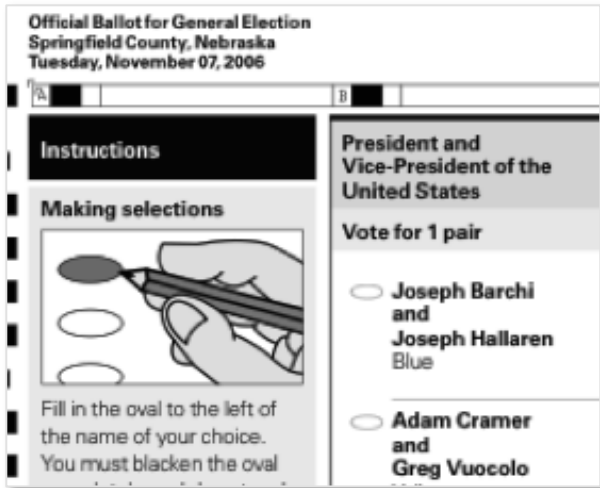 Official Ballot for General Election
Springfield County, Nebraska
Tuesday, November 07, 2006
A
B
Instructions
Making selections
Fill in the oval to the left of
the name of your choice.
You must blacken the oval
President and
Vice-President of the
United States
Vote for 1 pair
Joseph Barchi
and
Joseph Hallaren
Blue
Adam Cramer
and
Greg Vuocolo